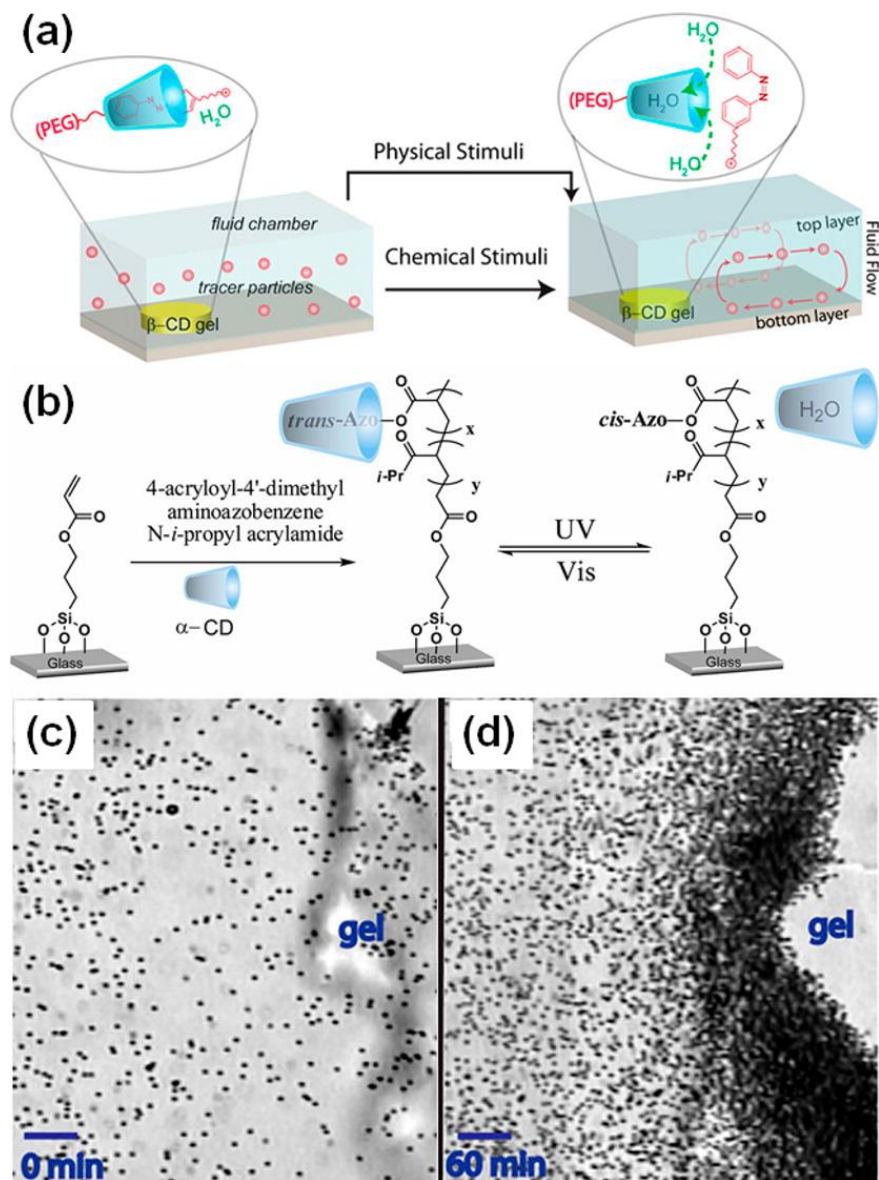 (a)
H₂O
N
N
(PEG)
H₂O
H₂O
(PEG)
H₂O
N
N
H₂O
Physical Stimuli
Chemical Stimuli
fluid chamber
tracer particles
β-CD gel
top layer
Fluid Flow
β-CD gel
bottom layer
(b)
O
O
Si
O O O
Glass
4-acryloyl-4'-dimethyl
aminoazobenzene
N-i-propyl acrylamide
α-CD
trans-Azo
O
O
O
x
i-Pr
y
O
O
Si
O O O
Glass
UV
Vis
H₂O
cis-Azo
O
O
O
x
i-Pr
y
O
O
Si
O O O
Glass
(c)
gel
0 min
(d)
gel
60 min